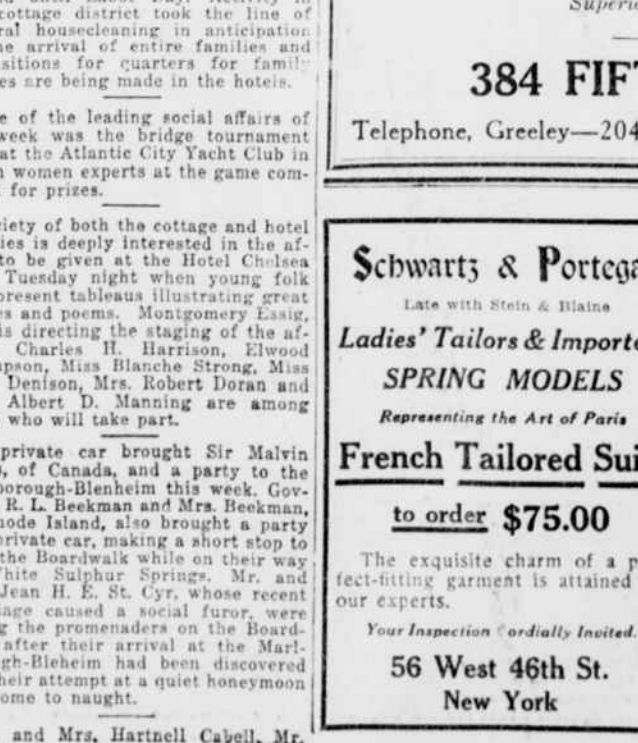 cottage district took the line of
ral housecleaning in anticipation
he arrival of entire families and
sitions for quarters for family
es are being made in the hotels.
e of the leading social affairs of
week was the bridge tournament
at the Atlantic City Yacht Club in
h women experts at the game com-
for prizes.
ciety of both the cottage and hotel
ies is deeply interested in the af-
to be given at the Hotel Chelsea
Tuesday night when young folk
present tableaus illustrating great
es and poems. Montgomery Essig,
is directing the staging of the af-
Charles H. Harrison, Elwood
mpson, Miss Blanche Strong, Miss
Denison, Mrs. Robert Doran and
Albert D. Manning are among
who will take part.
private car brought Sir Malvin
, of Canada, and a party to the
borough-Blenheim this week. Gov-
R. L. Beekman and Mrs. Beekman,
hode Island, also brought a party
private car, making a short stop to
the Boardwalk while on their way
White Sulphur Springs. Mr. and
Jean H. E. St. Cyr, whose recent
iage caused a social furor, were
g the promenaders on the Board-
after their arrival at the Marl-
gh-Bleheim had been discovered
heir attempt at a quiet honeymoon
ome to naught.
and Mrs. Hartnell Cabell, Mr.
Superi
384 FIF
Telephone, Greeley—204
Schwartz & Portega
Late with Stein & Blaine
Ladies' Tailors & Importe
SPRING MODELS
Representing the Art of Paris
French Tailored Sui
to order $75.00
The exquisite charm of a p
fect-fitting garment is attained
our experts.
Your Inspection Cordially Invited.
56 West 46th St.
New York